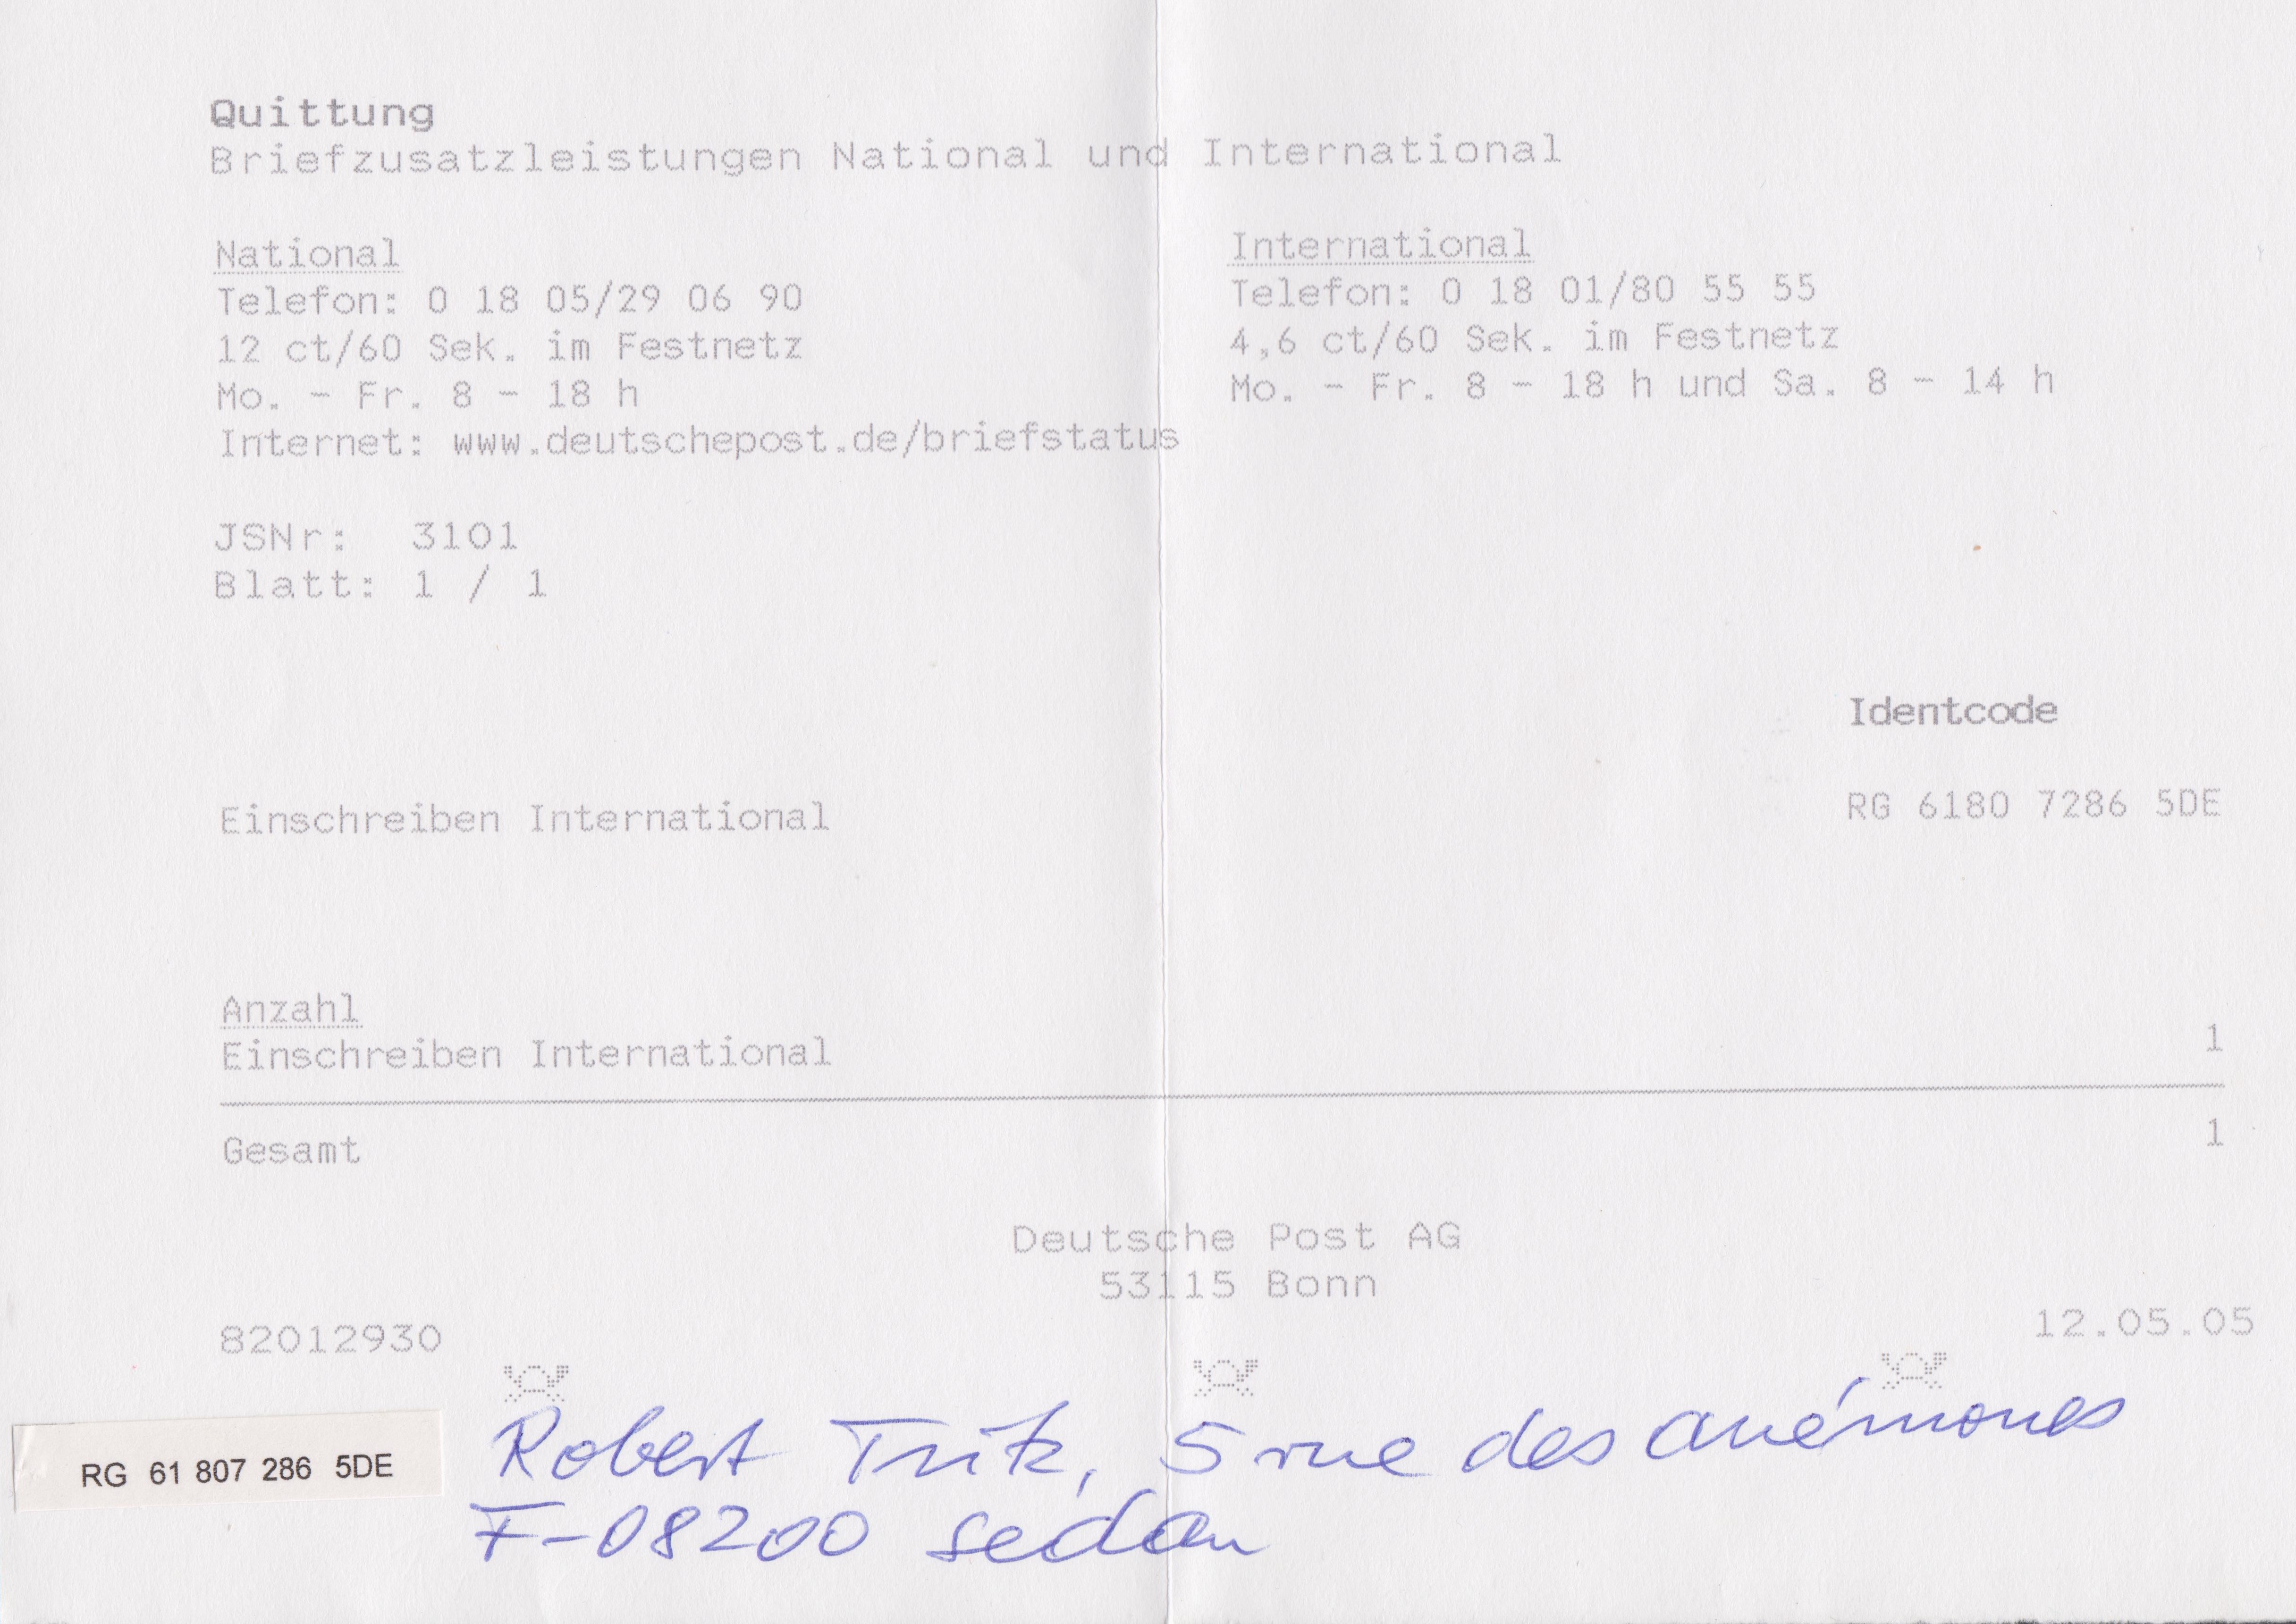 Quittung
Briefzusatzleistungen National und International
National
Telefon: 0 18 05/29 06 90
12 ct/60 Sek. im Festnetz
Mo. - Fr. 8 - 18 h
Internet: www.deutschepost.de/briefstatus
International
Telefon: 0 18 01/80 55 55
4,6 ct/60 Sek. im Festnetz
Mo. - Fr. 8 - 18 h und Sa. 8 - 14 h
JSNr: 3101
Blatt: 1 / 1
Identcode
Einschreiben International RG 6180 7286 5DE
Anzahl
Einschreiben International 1
Gesamt 1
Deutsche Post AG
53115 Bonn
82012930 12.05.05
RG 61 807 286 5DE
Robert , 5 rue des anémones
F-08200 Sedan